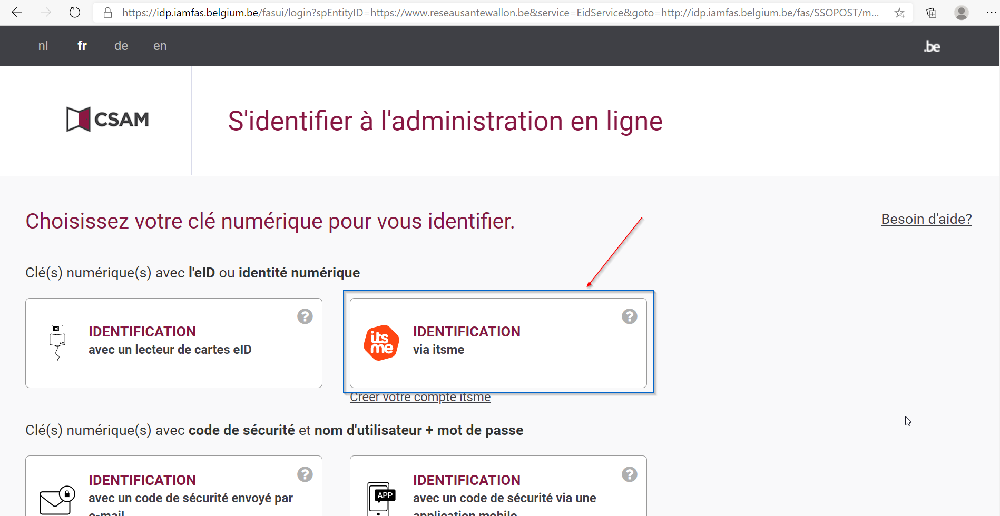 https://idp.iamfas.belgium.be/fasui/login?spEntityID=https://www.reseausantewallon.be&service=EidService&goto=http://idp.iamfas.belgium.be/fas/SSOPOST/m...
nl fr de en .be
CSAM
S'identifier à l'administration en ligne
Choisissez votre clé numérique pour vous identifier.
Besoin d'aide?
Clé(s) numérique(s) avec l'eID ou identité numérique
IDENTIFICATION
avec un lecteur de cartes eID
?
its
me
IDENTIFICATION
via itsme
?
Créer votre compte itsme
Clé(s) numérique(s) avec code de sécurité et nom d'utilisateur + mot de passe
IDENTIFICATION
avec un code de sécurité envoyé par
e-mail
?
APP
IDENTIFICATION
avec un code de sécurité via une
application mobile
?